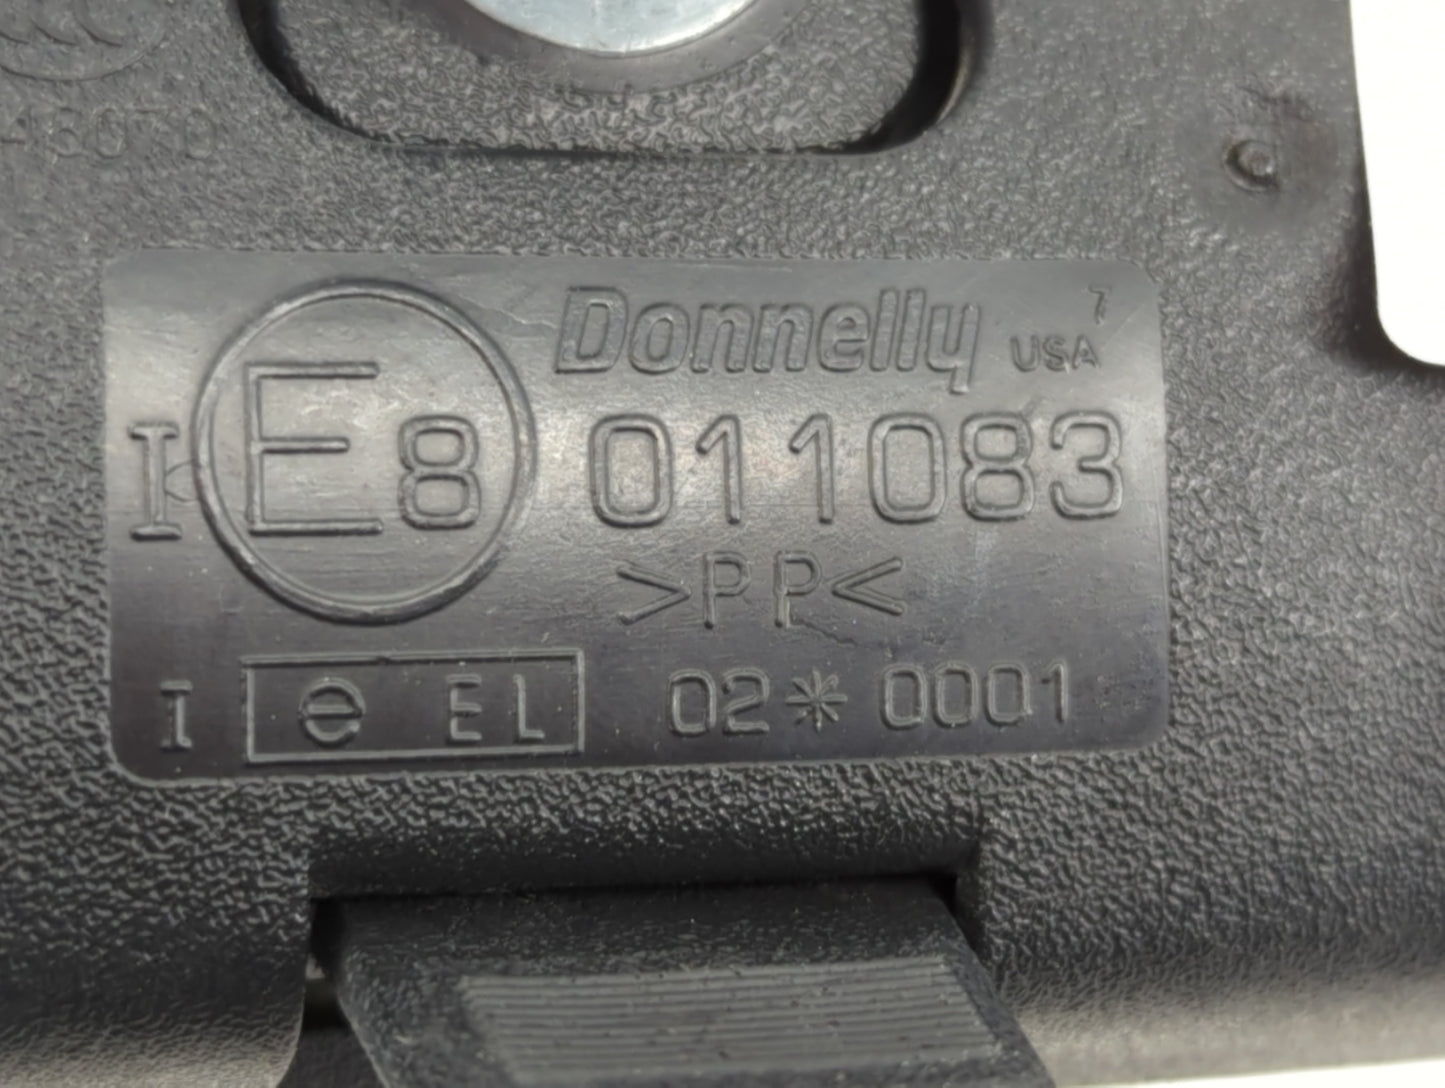 Donnelly 7
USA
I E8 011083
>PP<
I ⊖ EL 02*0001